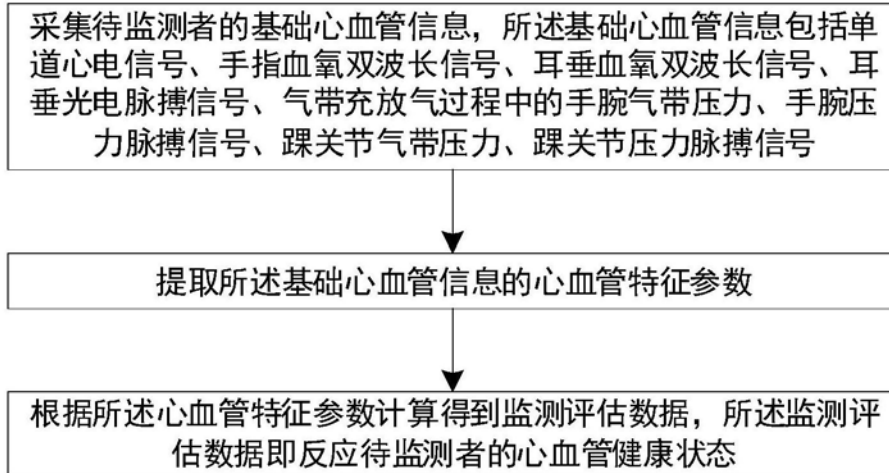 采集待监测者的基础心血管信息，所述基础心血管信息包括单
道心电信号、手指血氧双波长信号、耳垂血氧双波长信号、耳
垂光电脉搏信号、气带充放气过程中的手腕气带压力、手腕压
力脉搏信号、踝关节气带压力、踝关节压力脉搏信号
提取所述基础心血管信息的心血管特征参数
根据所述心血管特征参数计算得到监测评估数据，所述监测评
估数据即反应待监测者的心血管健康状态